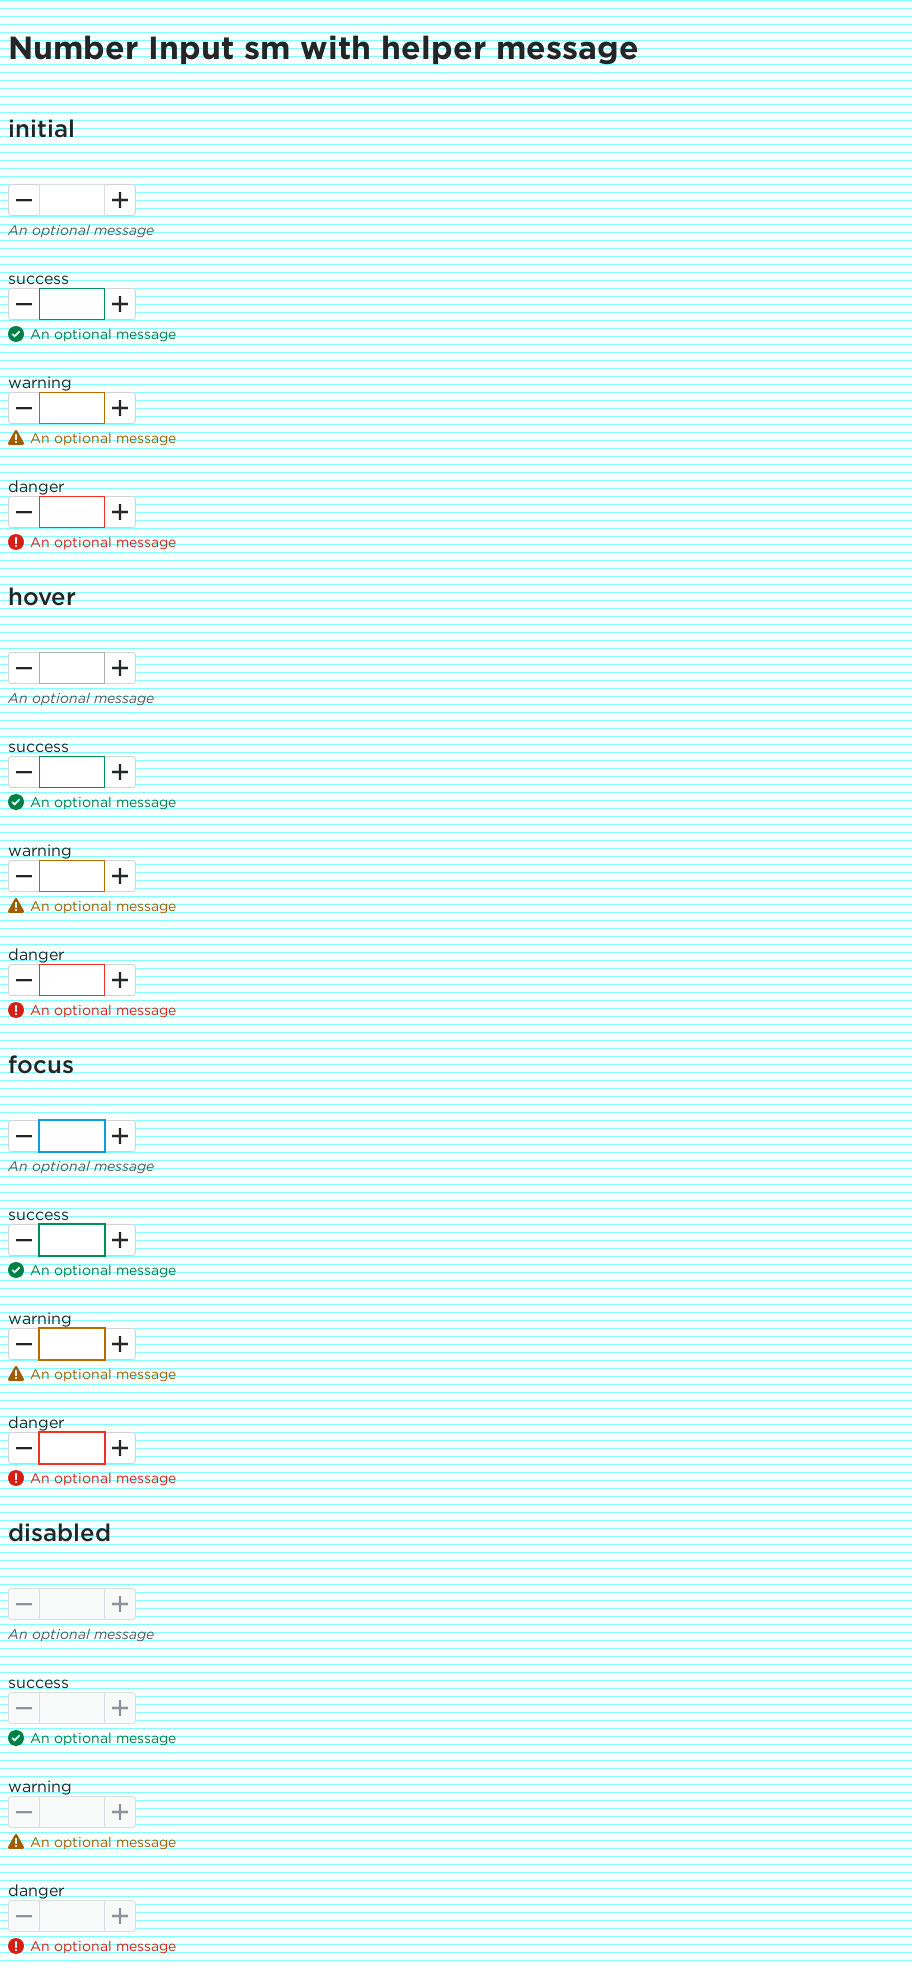 Number Input sm with helper message
initial
An optional message
success
An optional message
warning
An optional message
danger
An optional message
hover
An optional message
success
An optional message
warning
An optional message
danger
An optional message
focus
An optional message
success
An optional message
warning
An optional message
danger
An optional message
disabled
An optional message
success
An optional message
warning
An optional message
danger
An optional message